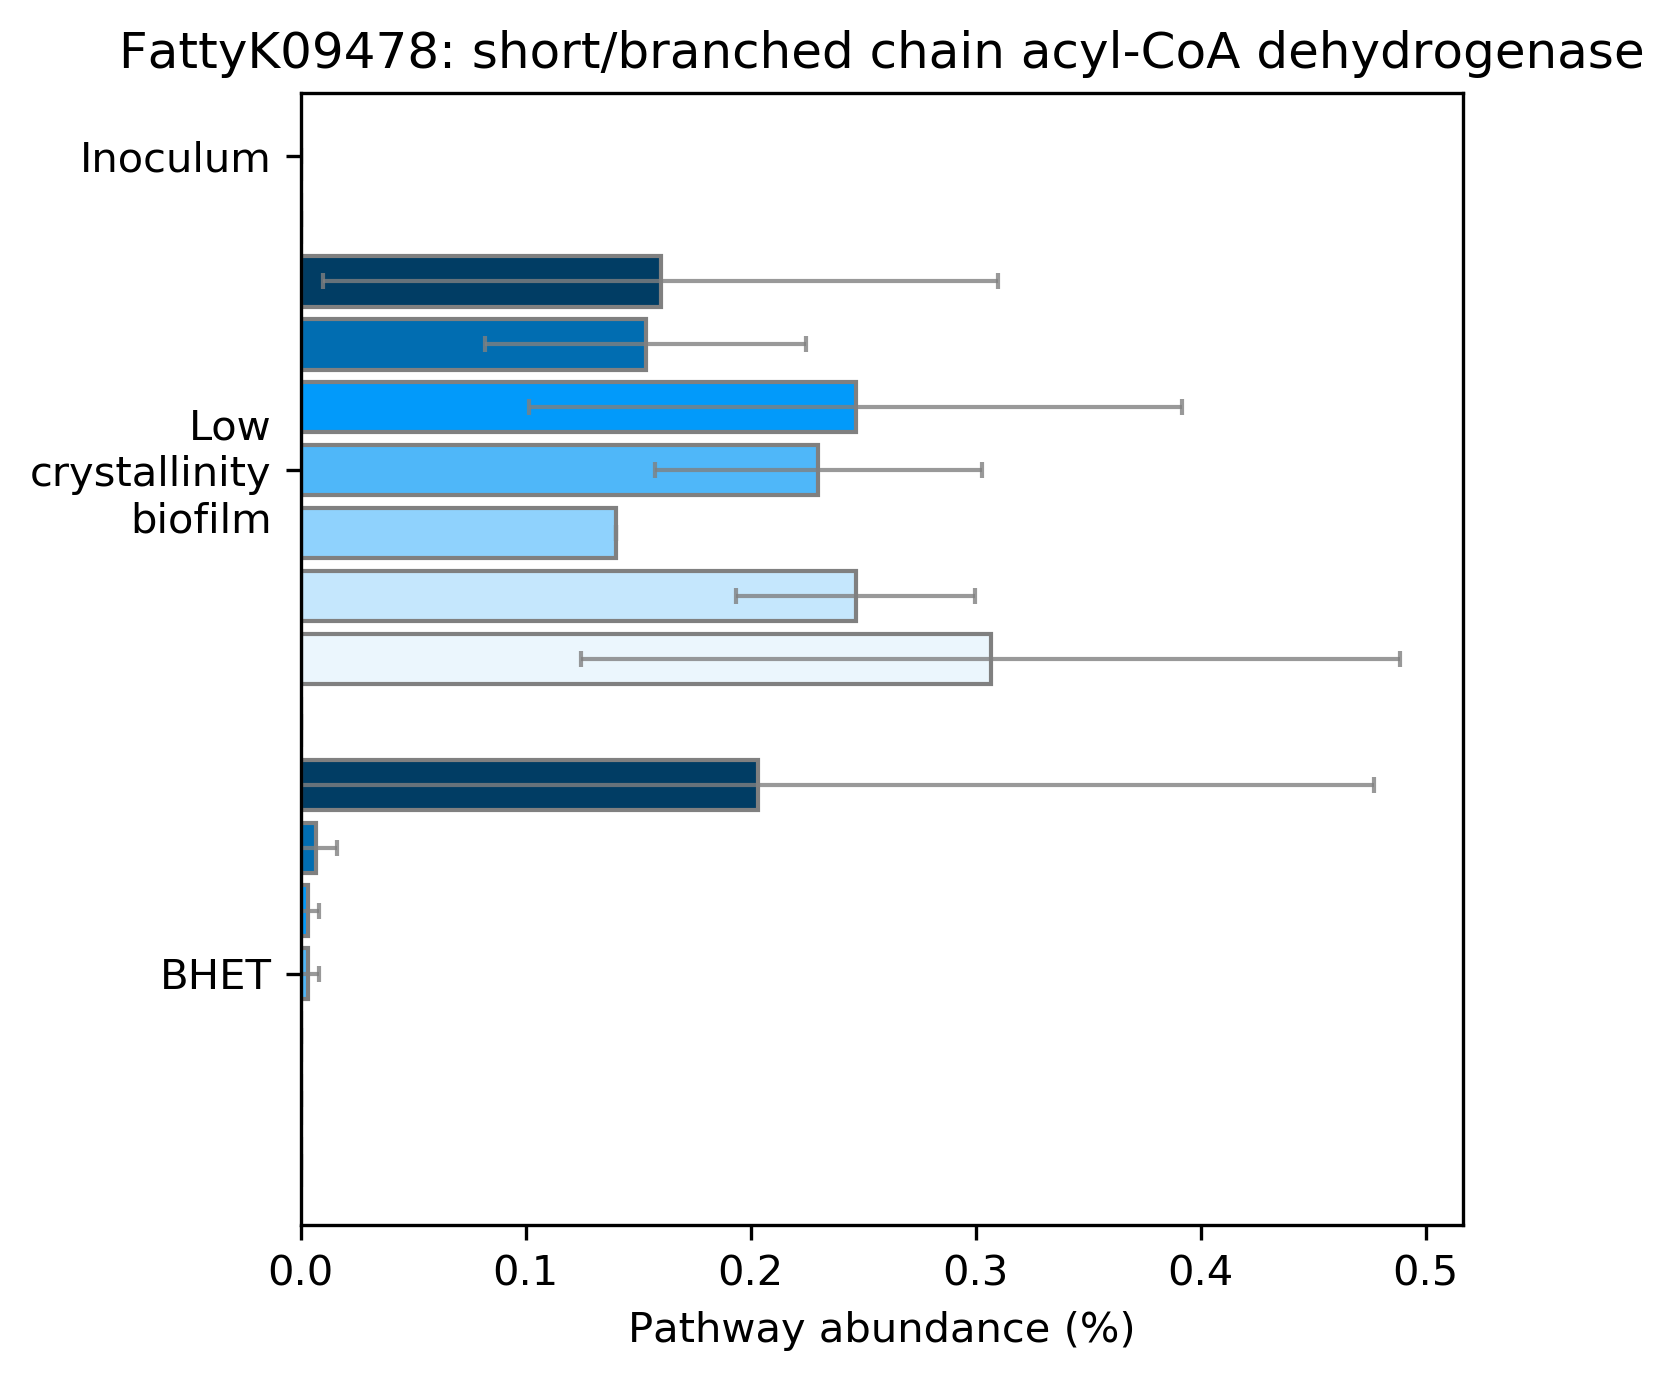 FattyK09478: short/branched chain acyl-CoA dehydrogenase
Inoculum
Low
crystallinity
biofilm
BHET
0.0 0.1 0.2 0.3 0.4 0.5
Pathway abundance (%)